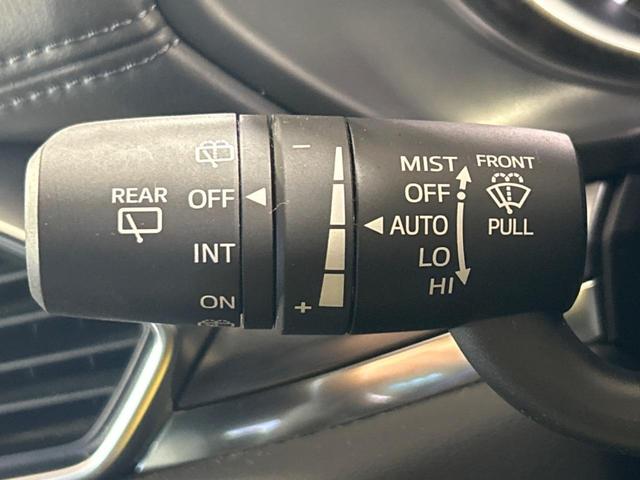 REAR
OFF
INT
ON
−
+
MIST
OFF
AUTO
LO
HI
FRONT
PULL